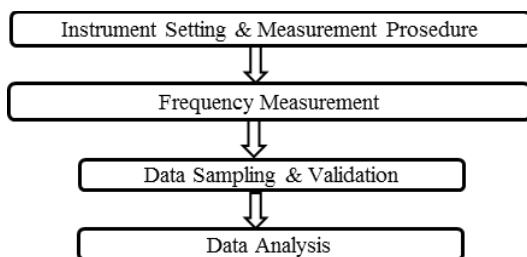 Instrument Setting & Measurement Prosedure
Frequency Measurement
Data Sampling & Validation
Data Analysis